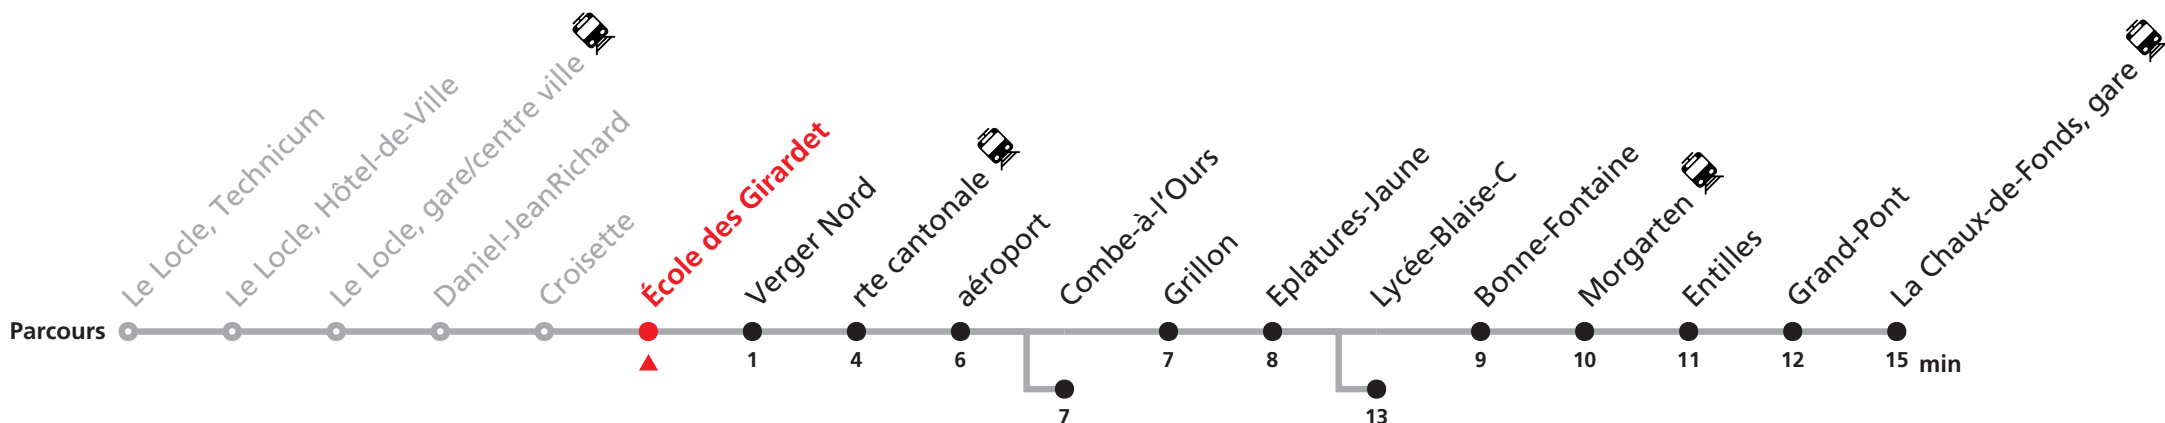 Le Locle, Technicum
Le Locle, Hôtel-de-Ville
Le Locle, gare/centre ville
Daniel-JeanRichard
Croisette
École des Girardet
Verger Nord
rte cantonale
aéroport
Combe-à-l'Ours
Grillon
Eplatures-Jaune
Lycée-Blaise-C
Bonne-Fontaine
Morgarten
Entilles
Grand-Pont
La Chaux-de-Fonds, gare
Parcours
1 4 6 7 8 9 10 11 12 15 min
7 13